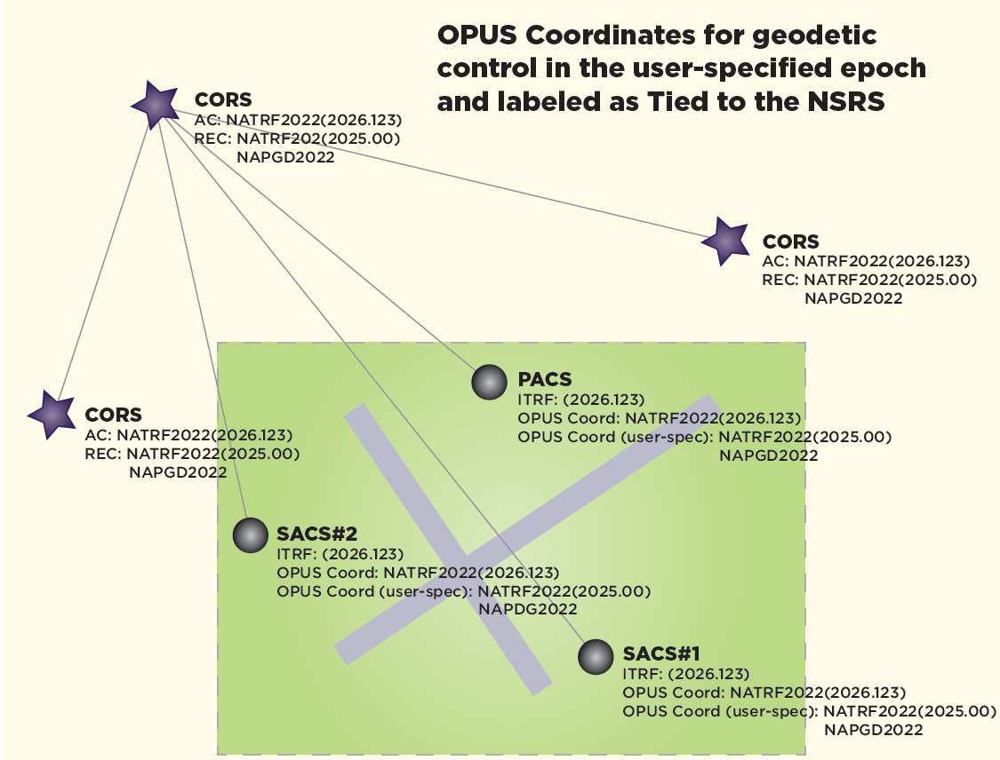 OPUS Coordinates for geodetic
control in the user-specified epoch
and labeled as Tied to the NSRS
CORS
AC: NATRF2022(2026.123)
REC: NATRF202(2025.00)
NAPGD2022
CORS
AC: NATRF2022(2026.123)
REC: NATRF2022(2025.00)
NAPGD2022
PACS
ITRF: (2026.123)
OPUS Coord: NATRF2022(2026.123)
OPUS Coord (user-spec): NATRF2022(2025.00)
NAPGD2022
CORS
AC: NATRF2022(2026.123)
REC: NATRF2022(2025.00)
NAPGD2022
SACS#2
ITRF: (2026.123)
OPUS Coord: NATRF2022(2026.123)
OPUS Coord (user-spec): NATRF2022(2025.00)
NAPDG2022
SACS#1
ITRF: (2026.123)
OPUS Coord: NATRF2022(2026.123)
OPUS Coord (user-spec): NATRF2022(2025.00)
NAPGD2022